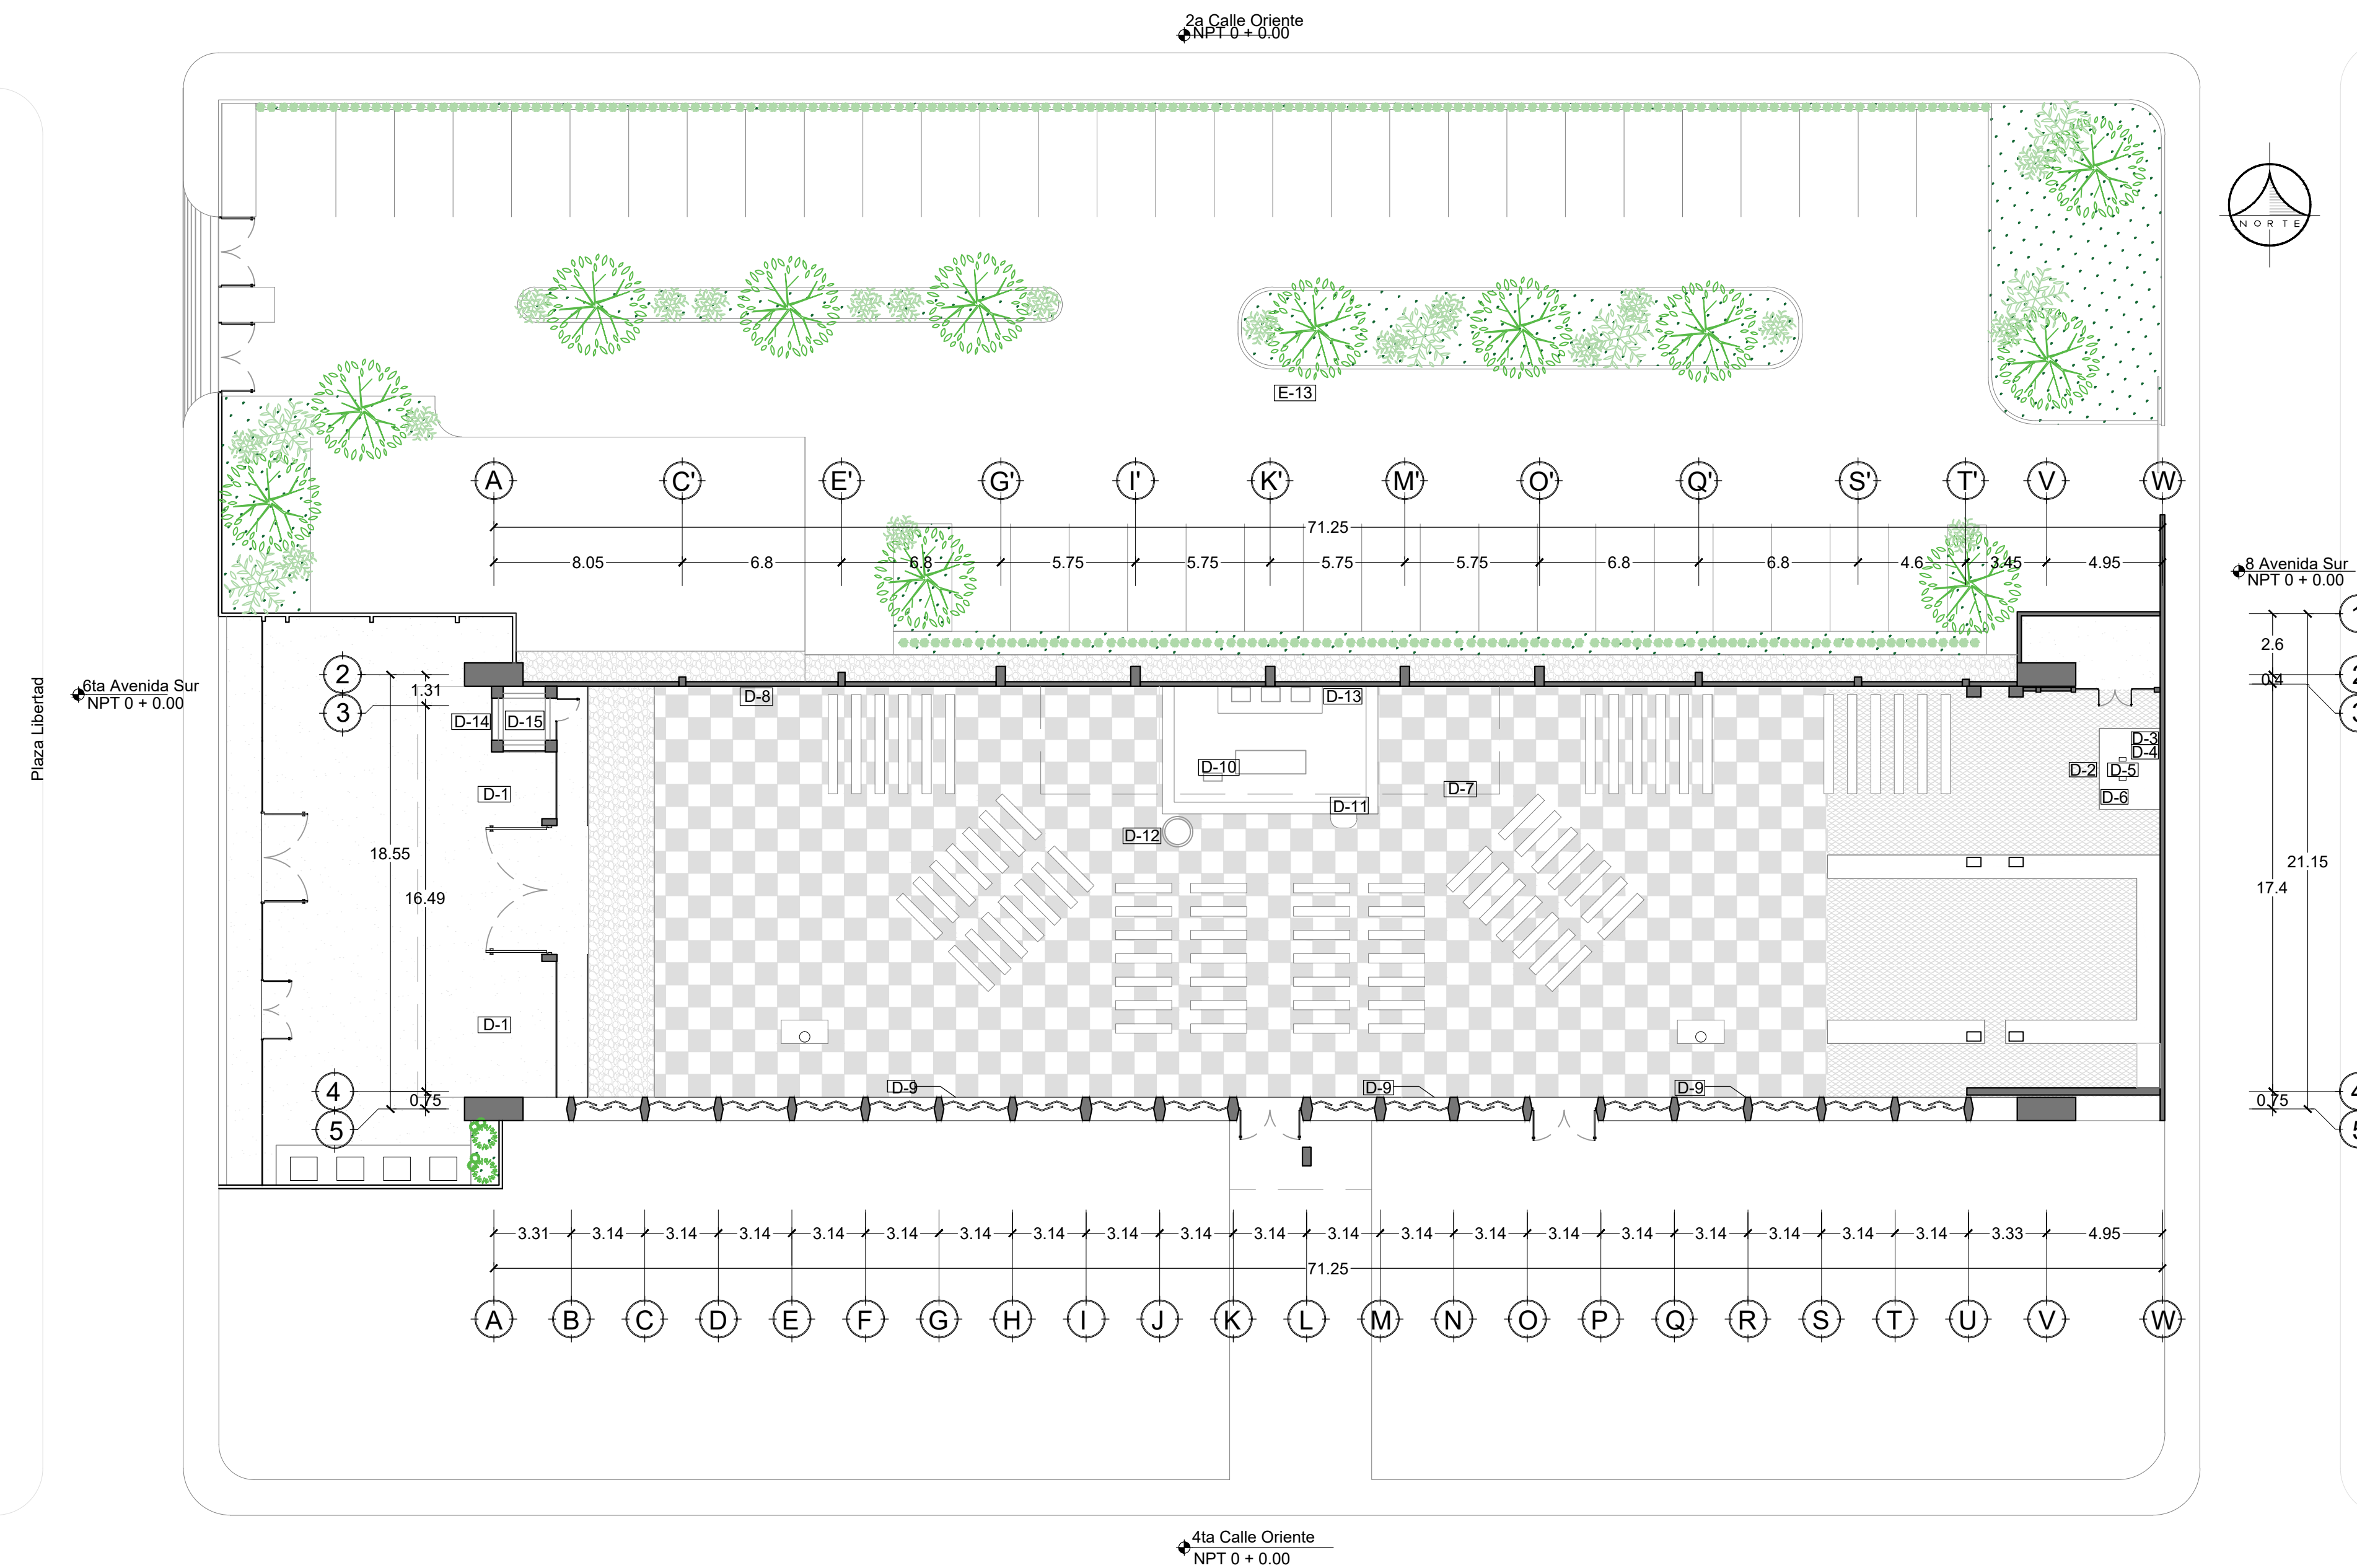 2a Calle Oriente
NPT 0 + 0.00
NORTE
E-13
A C' E' G' I' K' M' O' Q' S' T' V W
71.25
8.05 6.8 6.8 5.75 5.75 5.75 5.75 6.8 6.8 4.6 3.45 4.95
8 Avenida Sur
NPT 0 + 0.00
1
2.6
2
0.4
3
21.15
17.4
4
0.75
5
Plaza Libertad
6ta Avenida Sur
NPT 0 + 0.00
2
1.31
3
18.55
16.49
4
0.75
5
D-8
D-13
D-14
D-15
D-3
D-4
D-10
D-2
D-5
D-7
D-1
D-6
D-11
D-12
D-1
D-9
D-9
D-9
3.31 3.14 3.14 3.14 3.14 3.14 3.14 3.14 3.14 3.14 3.14 3.14 3.14 3.14 3.14 3.14 3.14 3.14 3.14 3.14 3.33 4.95
71.25
A B C D E F G H I J K L M N O P Q R S T U V W
4ta Calle Oriente
NPT 0 + 0.00